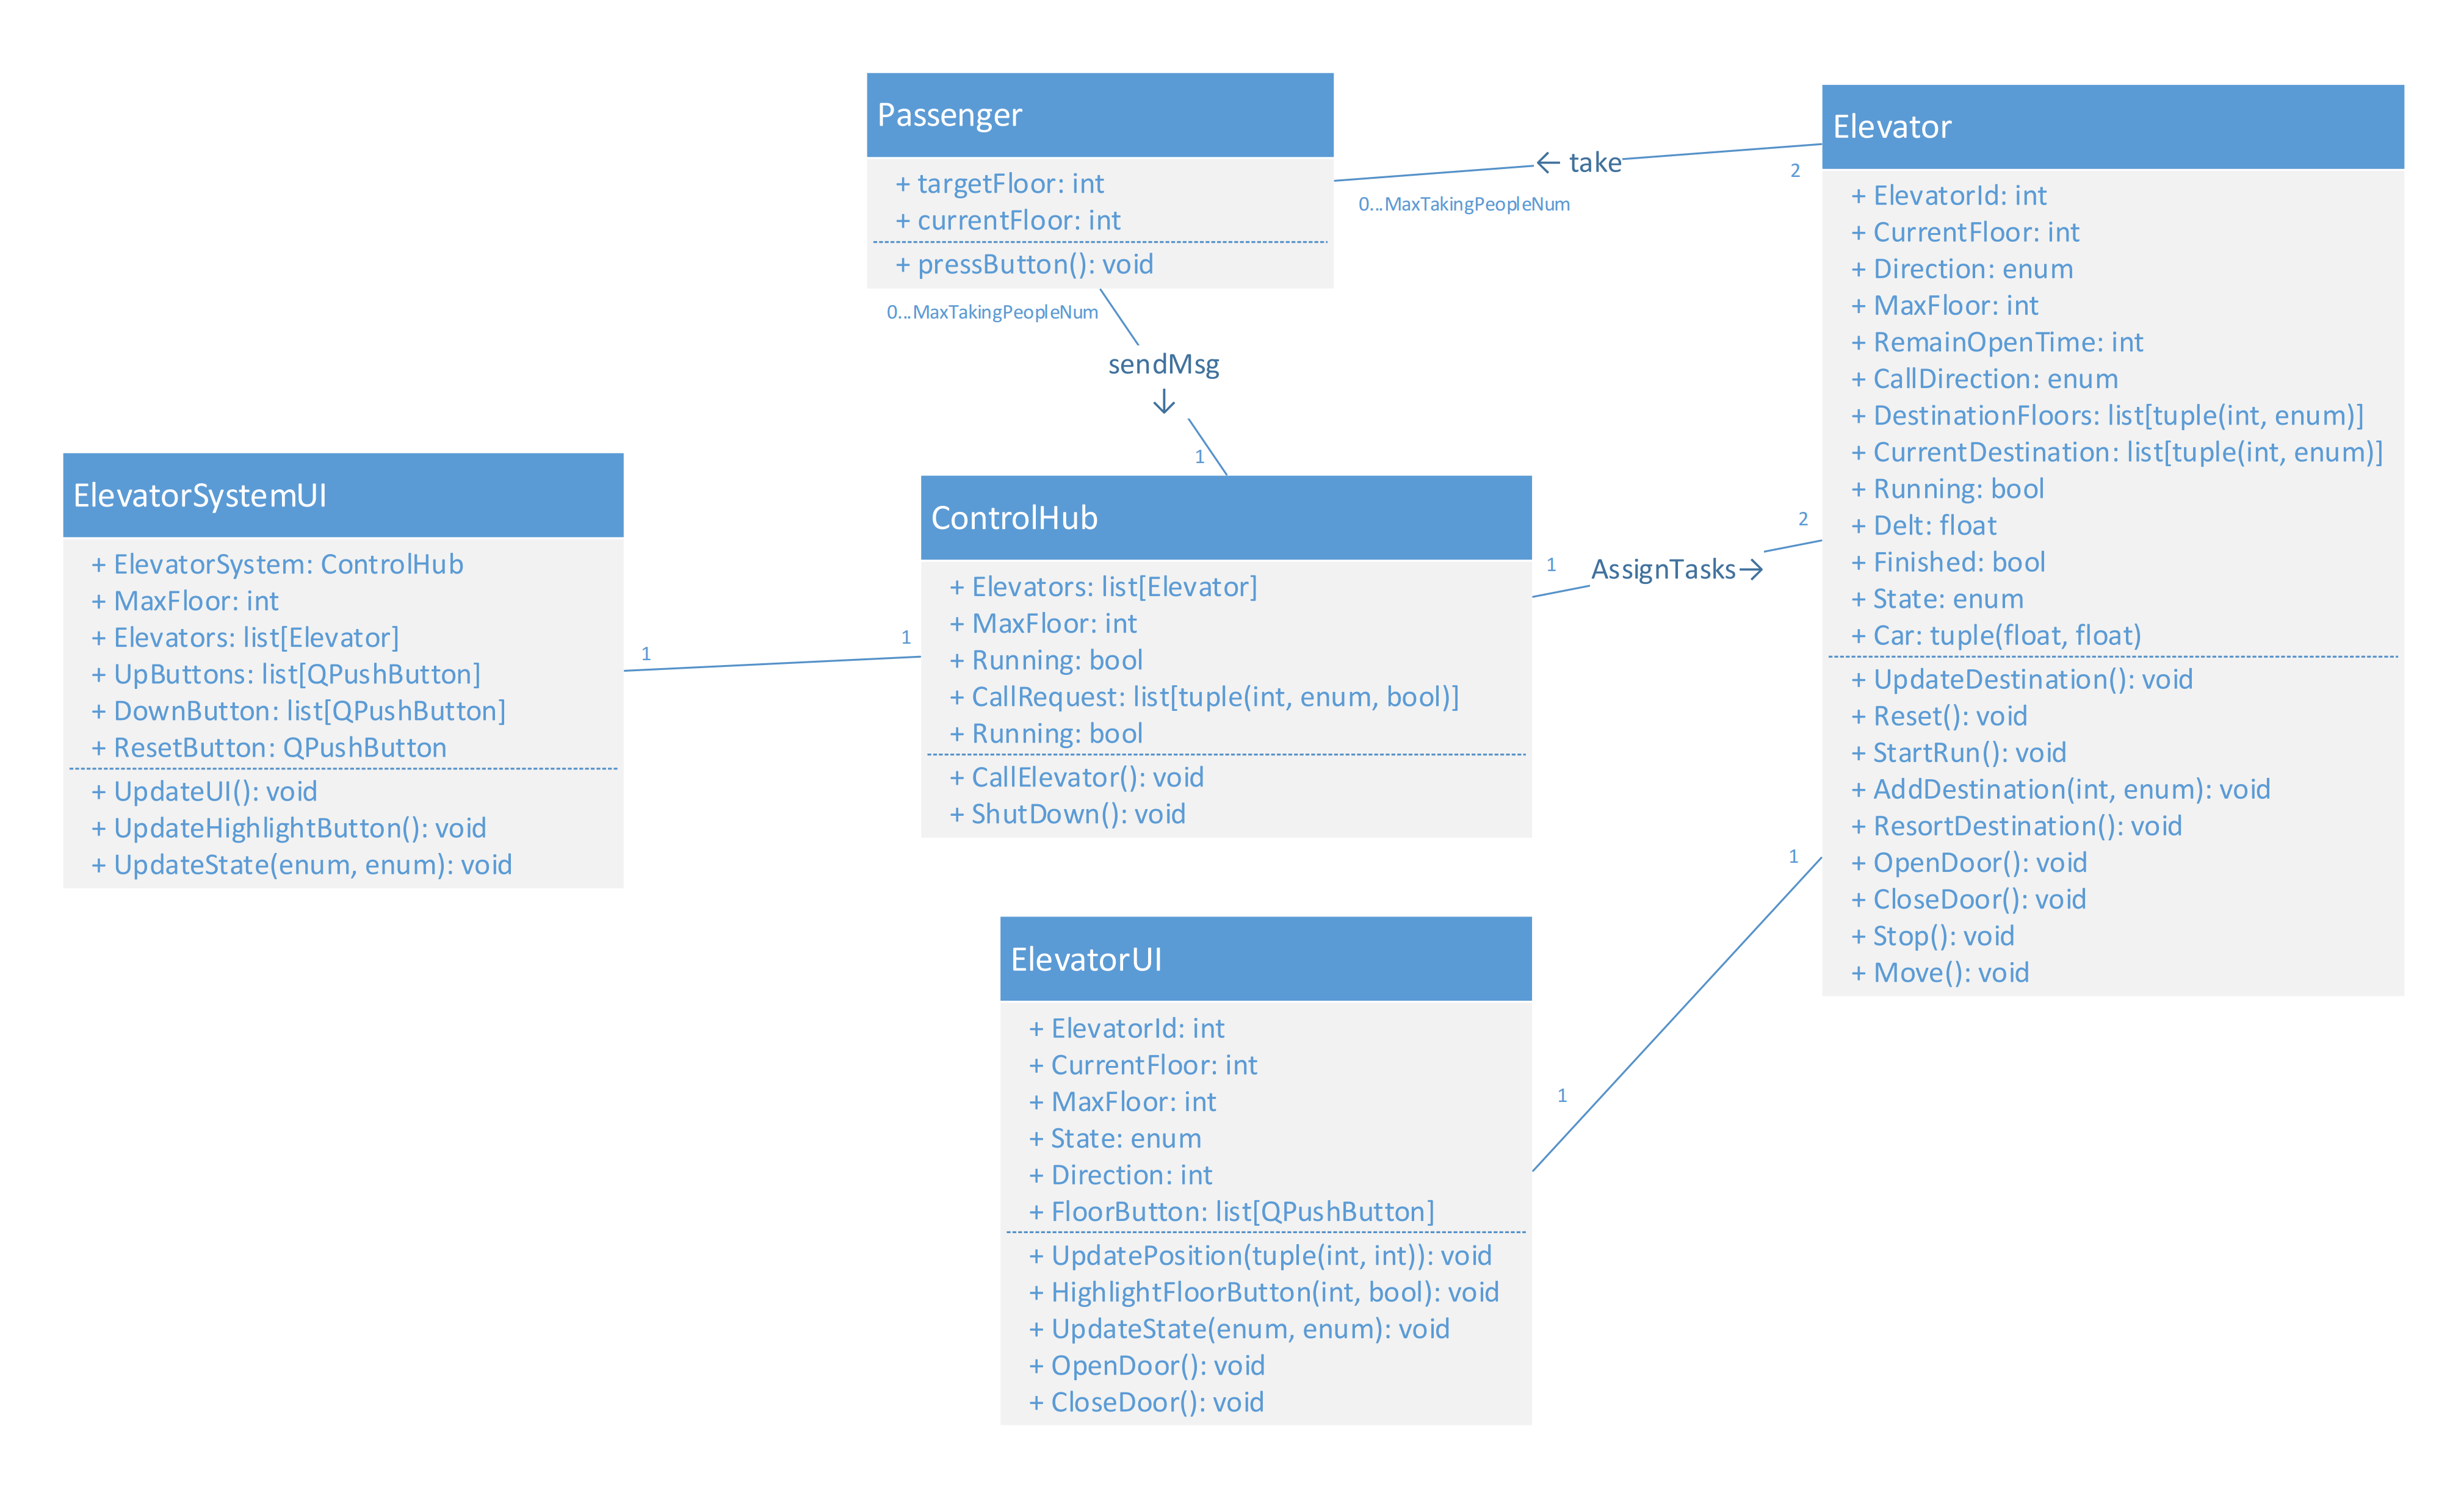 Passenger
+ targetFloor: int
+ currentFloor: int
+ pressButton(): void
0...MaxTakingPeopleNum
← take
0...MaxTakingPeopleNum
2
sendMsg
↓
1
Elevator
+ ElevatorId: int
+ CurrentFloor: int
+ Direction: enum
+ MaxFloor: int
+ RemainOpenTime: int
+ CallDirection: enum
+ DestinationFloors: list[tuple(int, enum)]
+ CurrentDestination: list[tuple(int, enum)]
+ Running: bool
+ Delt: float
+ Finished: bool
+ State: enum
+ Car: tuple(float, float)
+ UpdateDestination(): void
+ Reset(): void
+ StartRun(): void
+ AddDestination(int, enum): void
+ ResortDestination(): void
+ OpenDoor(): void
+ CloseDoor(): void
+ Stop(): void
+ Move(): void
ElevatorSystemUI
+ ElevatorSystem: ControlHub
+ MaxFloor: int
+ Elevators: list[Elevator]
+ UpButtons: list[QPushButton]
+ DownButton: list[QPushButton]
+ ResetButton: QPushButton
+ UpdateUI(): void
+ UpdateHighlightButton(): void
+ UpdateState(enum, enum): void
1
1
ControlHub
+ Elevators: list[Elevator]
+ MaxFloor: int
+ Running: bool
+ CallRequest: list[tuple(int, enum, bool)]
+ Running: bool
+ CallElevator(): void
+ ShutDown(): void
1
AssignTasks→
2
ElevatorUI
+ ElevatorId: int
+ CurrentFloor: int
+ MaxFloor: int
+ State: enum
+ Direction: int
+ FloorButton: list[QPushButton]
+ UpdatePosition(tuple(int, int)): void
+ HighlightFloorButton(int, bool): void
+ UpdateState(enum, enum): void
+ OpenDoor(): void
+ CloseDoor(): void
1
1